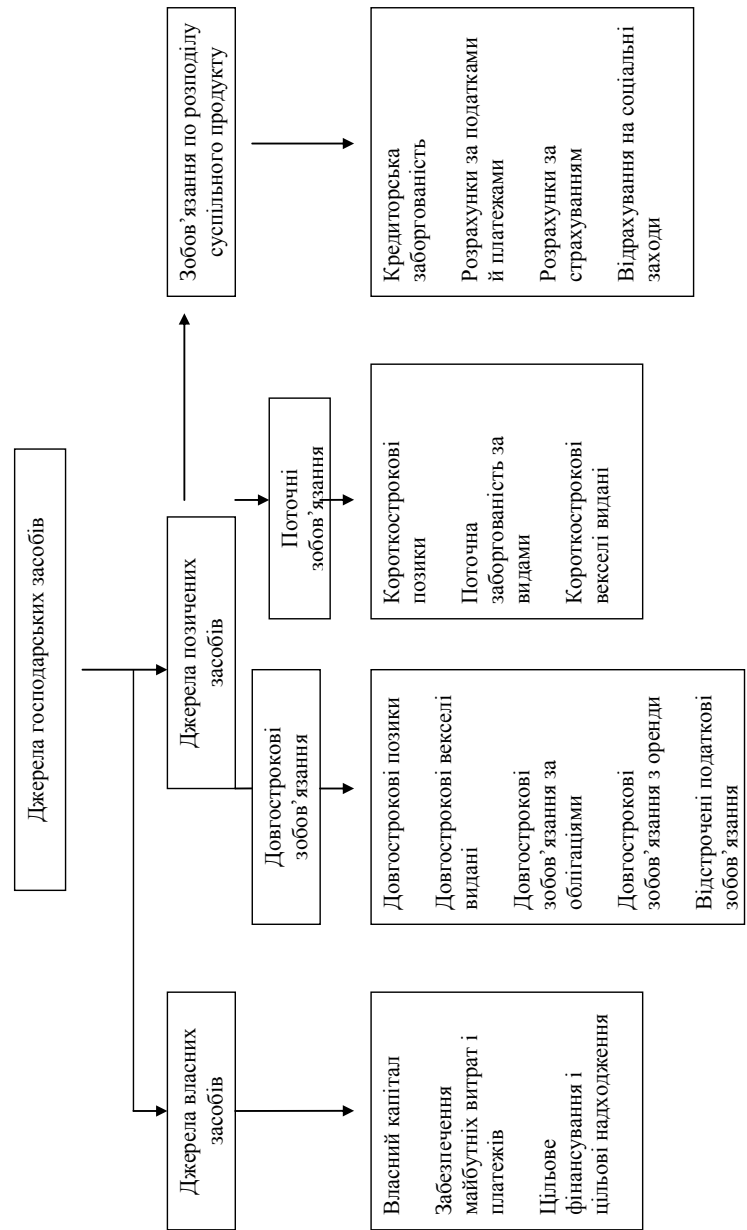 Джерела господарських засобів
Джерела власних
засобів
Джерела позичених
засобів
Зобов’язання по розподілу
суспільного продукту
Довгострокові
зобов’язання
Поточні
зобов’язання
Власний капітал
Забезпечення
майбутніх витрат і
платежів
Цільове
фінансування і
цільові надходження
Довгострокові позики
Довгострокові векселі
видані
Довгострокові
зобов’язання за
облігаціями
Довгострокові
зобов’язання з оренди
Відстрочені податкові
зобов’язання
Короткострокові
позики
Поточна
заборгованість за
видами
Короткострокові
векселі видані
Кредиторська
заборгованість
Розрахунки за податками
й платежами
Розрахунки за
страхуванням
Відрахування на соціальні
заходи